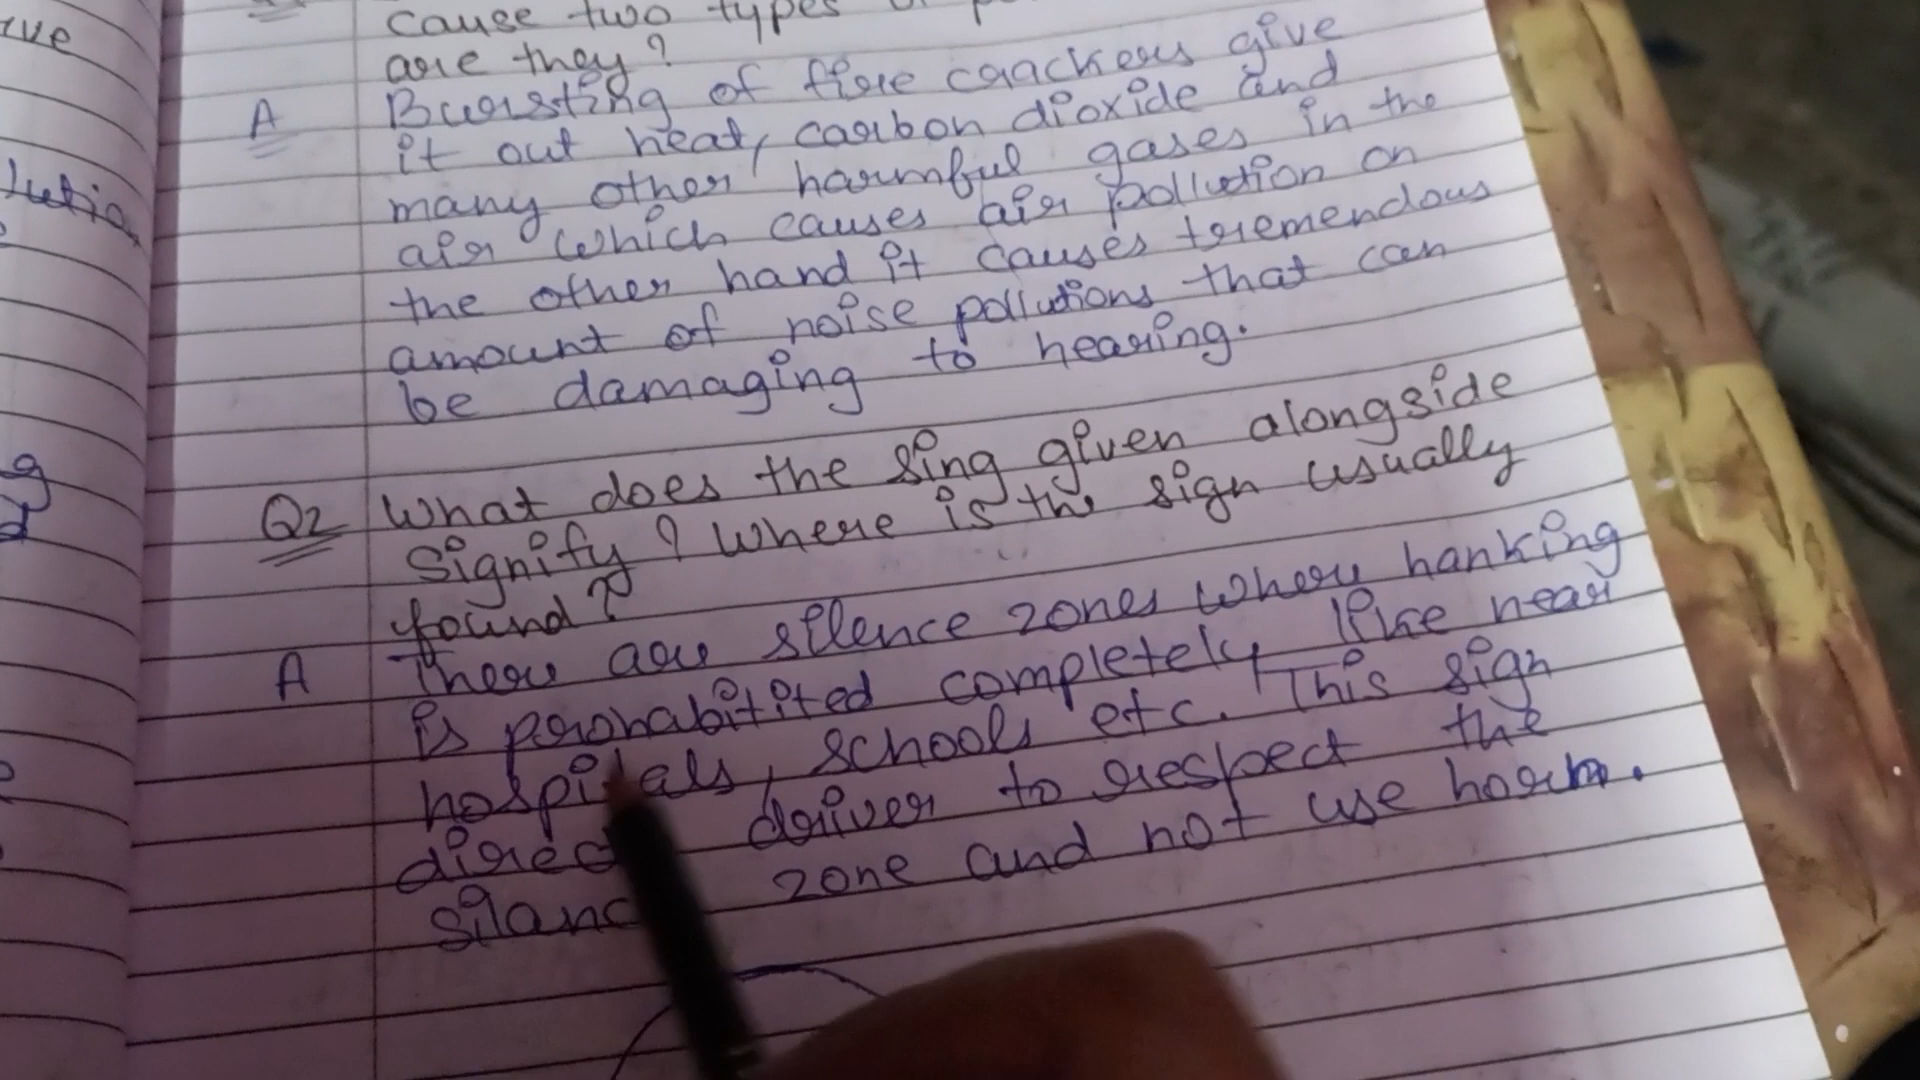 ive
lutio
g
d
cause two types
are they?
A Bursting of fire crackers give
it out heat, carbon dioxide and
many other harmful gases in the
air which causes air pollution on
the other hand it causes tremendous
amount of noise pollutions that can
be damaging to hearing.
Q2 What does the sing given alongside
signify? Where is the sign usually
found?
A There are silence zones where hanking
is prohabitited completely like near
hospitals, schools etc. This sign
direc driver to respect the
silanc zone and not use horn.